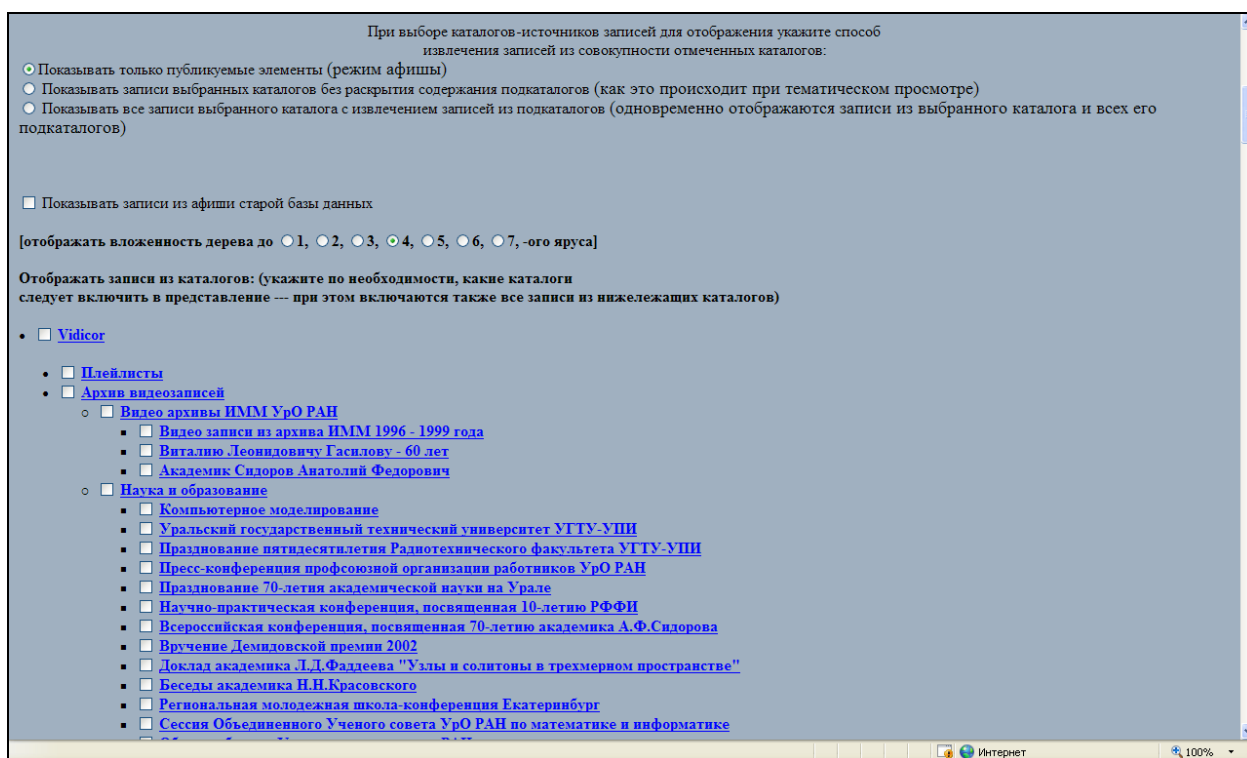 При выборе каталогов-источников записей для отображения укажите способ
извлечения записей из совокупности отмеченных каталогов:
Показывать только публикуемые элементы (режим афишы)
Показывать записи выбранных каталогов без раскрытия содержания подкаталогов (как это происходит при тематическом просмотре)
Показывать все записи выбранного каталога с извлечением записей из подкаталогов (одновременно отображаются записи из выбранного каталога и всех его
подкаталогов)
Показывать записи из афиши старой базы данных
[отображать вложенность дерева до 1, 2, 3, 4, 5, 6, 7, -ого яруса]
Отображать записи из каталогов: (укажите по необходимости, какие каталоги
следует включить в представление --- при этом включаются также все записи из нижележащих каталогов)
Vidicor
Плейлисты
Архив видеозаписей
Видео архивы ИММ УрО РАН
Видео записи из архива ИММ 1996 - 1999 года
Виталию Леонидовичу Гасилову - 60 лет
Академик Сидоров Анатолий Федорович
Наука и образование
Компьютерное моделирование
Уральский государственный технический университет УГТУ-УПИ
Празднование пятидесятилетия Радиотехнического факультета УГТУ-УПИ
Пресс-конференция профсоюзной организации работников УрО РАН
Празднование 70-летия академической науки на Урале
Научно-практическая конференция, посвященная 10-летию РФФИ
Всероссийская конференция, посвященная 70-летию академика А.Ф.Сидорова
Вручение Демидовской премии 2002
Доклад академика Л.Д.Фаддеева "Узлы и солитоны в трехмерном пространстве"
Беседы академика Н.Н.Красовского
Региональная молодежная школа-конференция Екатеринбург
Сессия Объединенного Ученого совета УрО РАН по математике и информатике
Интернет 100%